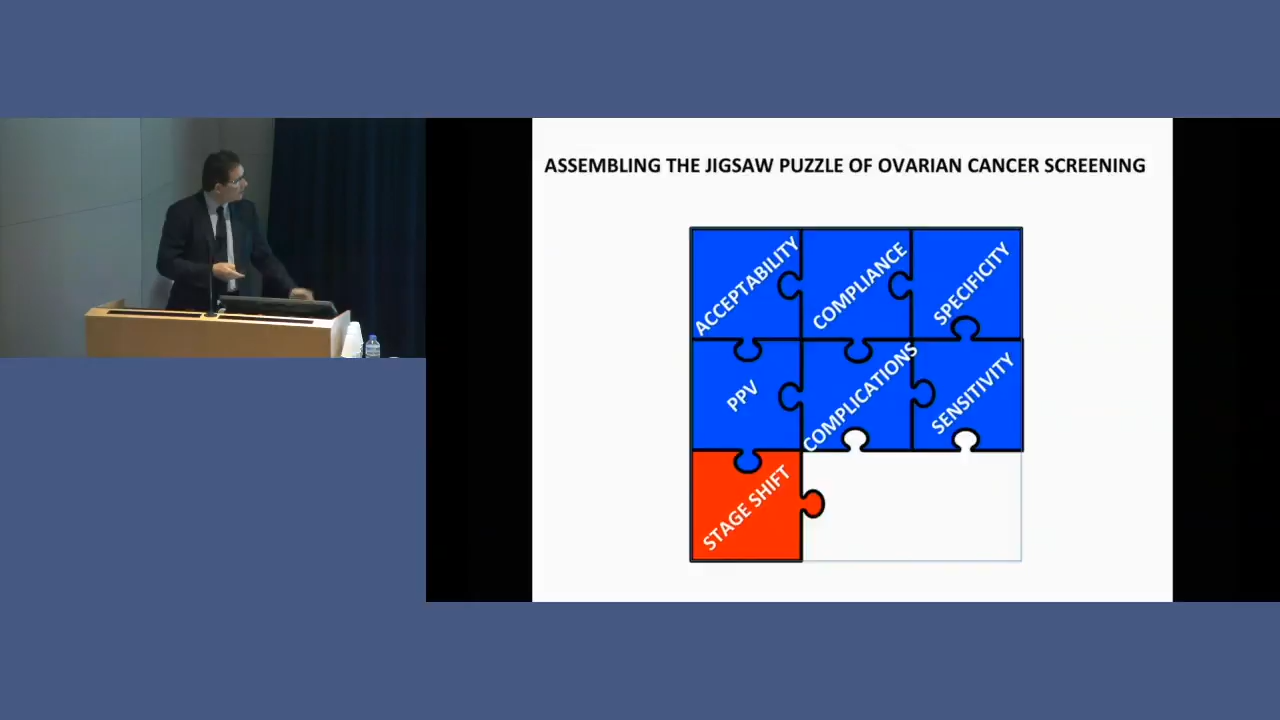 ASSEMBLING THE JIGSAW PUZZLE OF OVARIAN CANCER SCREENING
ACCEPTABILITY
COMPLIANCE
SPECIFICITY
PPV
COMPLICATIONS
SENSITIVITY
STAGE SHIFT